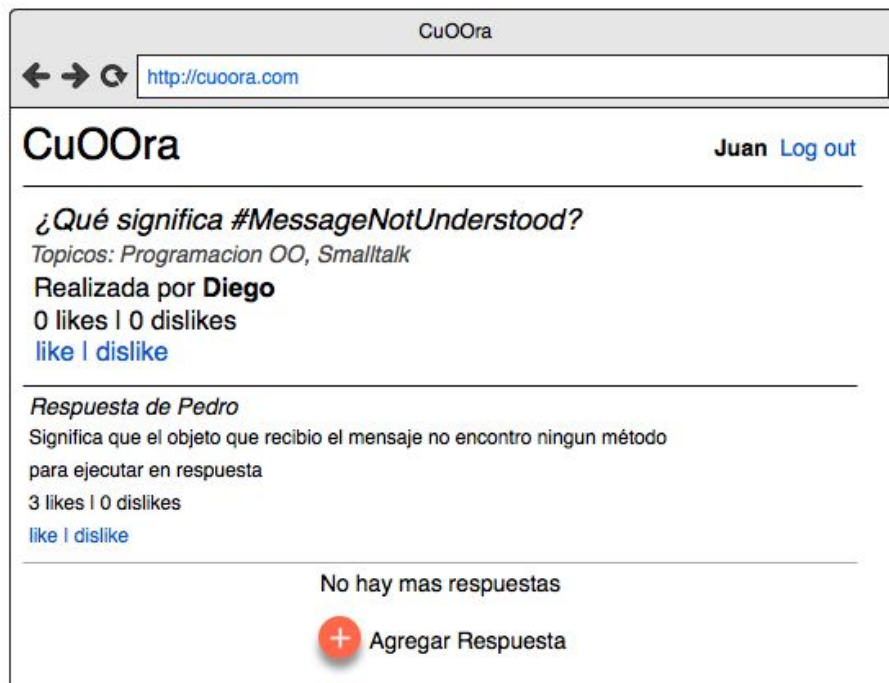 CuOOra
http://cuoora.com
CuOOra
Juan Log out
¿Qué significa #MessageNotUnderstood?
Topicos: Programacion OO, Smalltalk
Realizada por Diego
0 likes | 0 dislikes
like | dislike
Respuesta de Pedro
Significa que el objeto que recibio el mensaje no encontro ningun método
para ejecutar en respuesta
3 likes | 0 dislikes
like | dislike
No hay mas respuestas
+ Agregar Respuesta